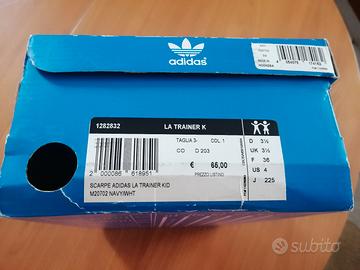 adidas
1282832 LA TRAINER K
TAGLIA 3- COL. 1
CO D 203
€ 65,00
PREZZO LISTINO
2 000086 618951
SCARPE ADIDAS LA TRAINER KID
M20702 NAVY/WHT
D 3½
UK 3½
F 36
US 4
J 225
subito